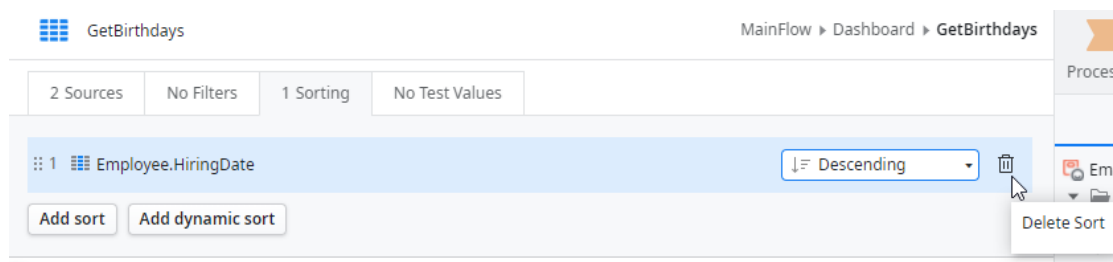 GetBirthdays
MainFlow ▸ Dashboard ▸ GetBirthdays
Proces
2 Sources
No Filters
1 Sorting
No Test Values
1 Employee.HiringDate
Descending
Em
Add sort
Add dynamic sort
Delete Sort